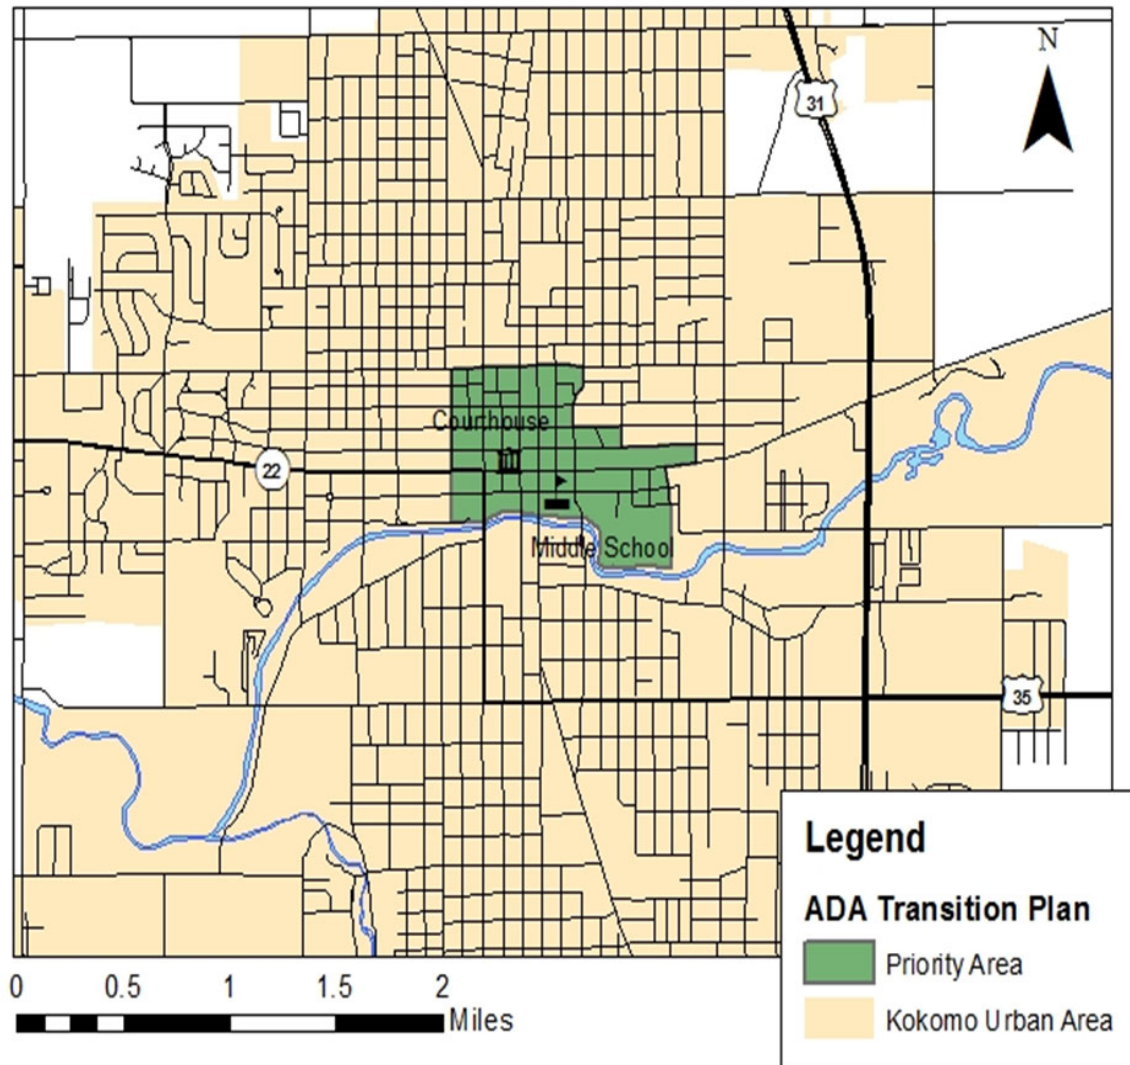 N
31
Courthouse
22
Middle School
35
Legend
ADA Transition Plan
Priority Area
Kokomo Urban Area
0 0.5 1 1.5 2
Miles